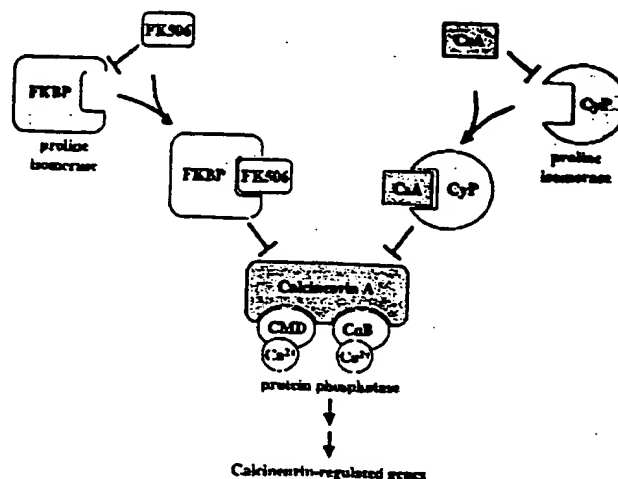 FK506
CsA
FKBP
CyP
proline
isomerase
proline
isomerase
FKBP
FK506
CsA
CyP
Calcineurin A
CMD
CnB
Ca2+
Ca2+
protein phosphatase
Calcineurin-regulated genes